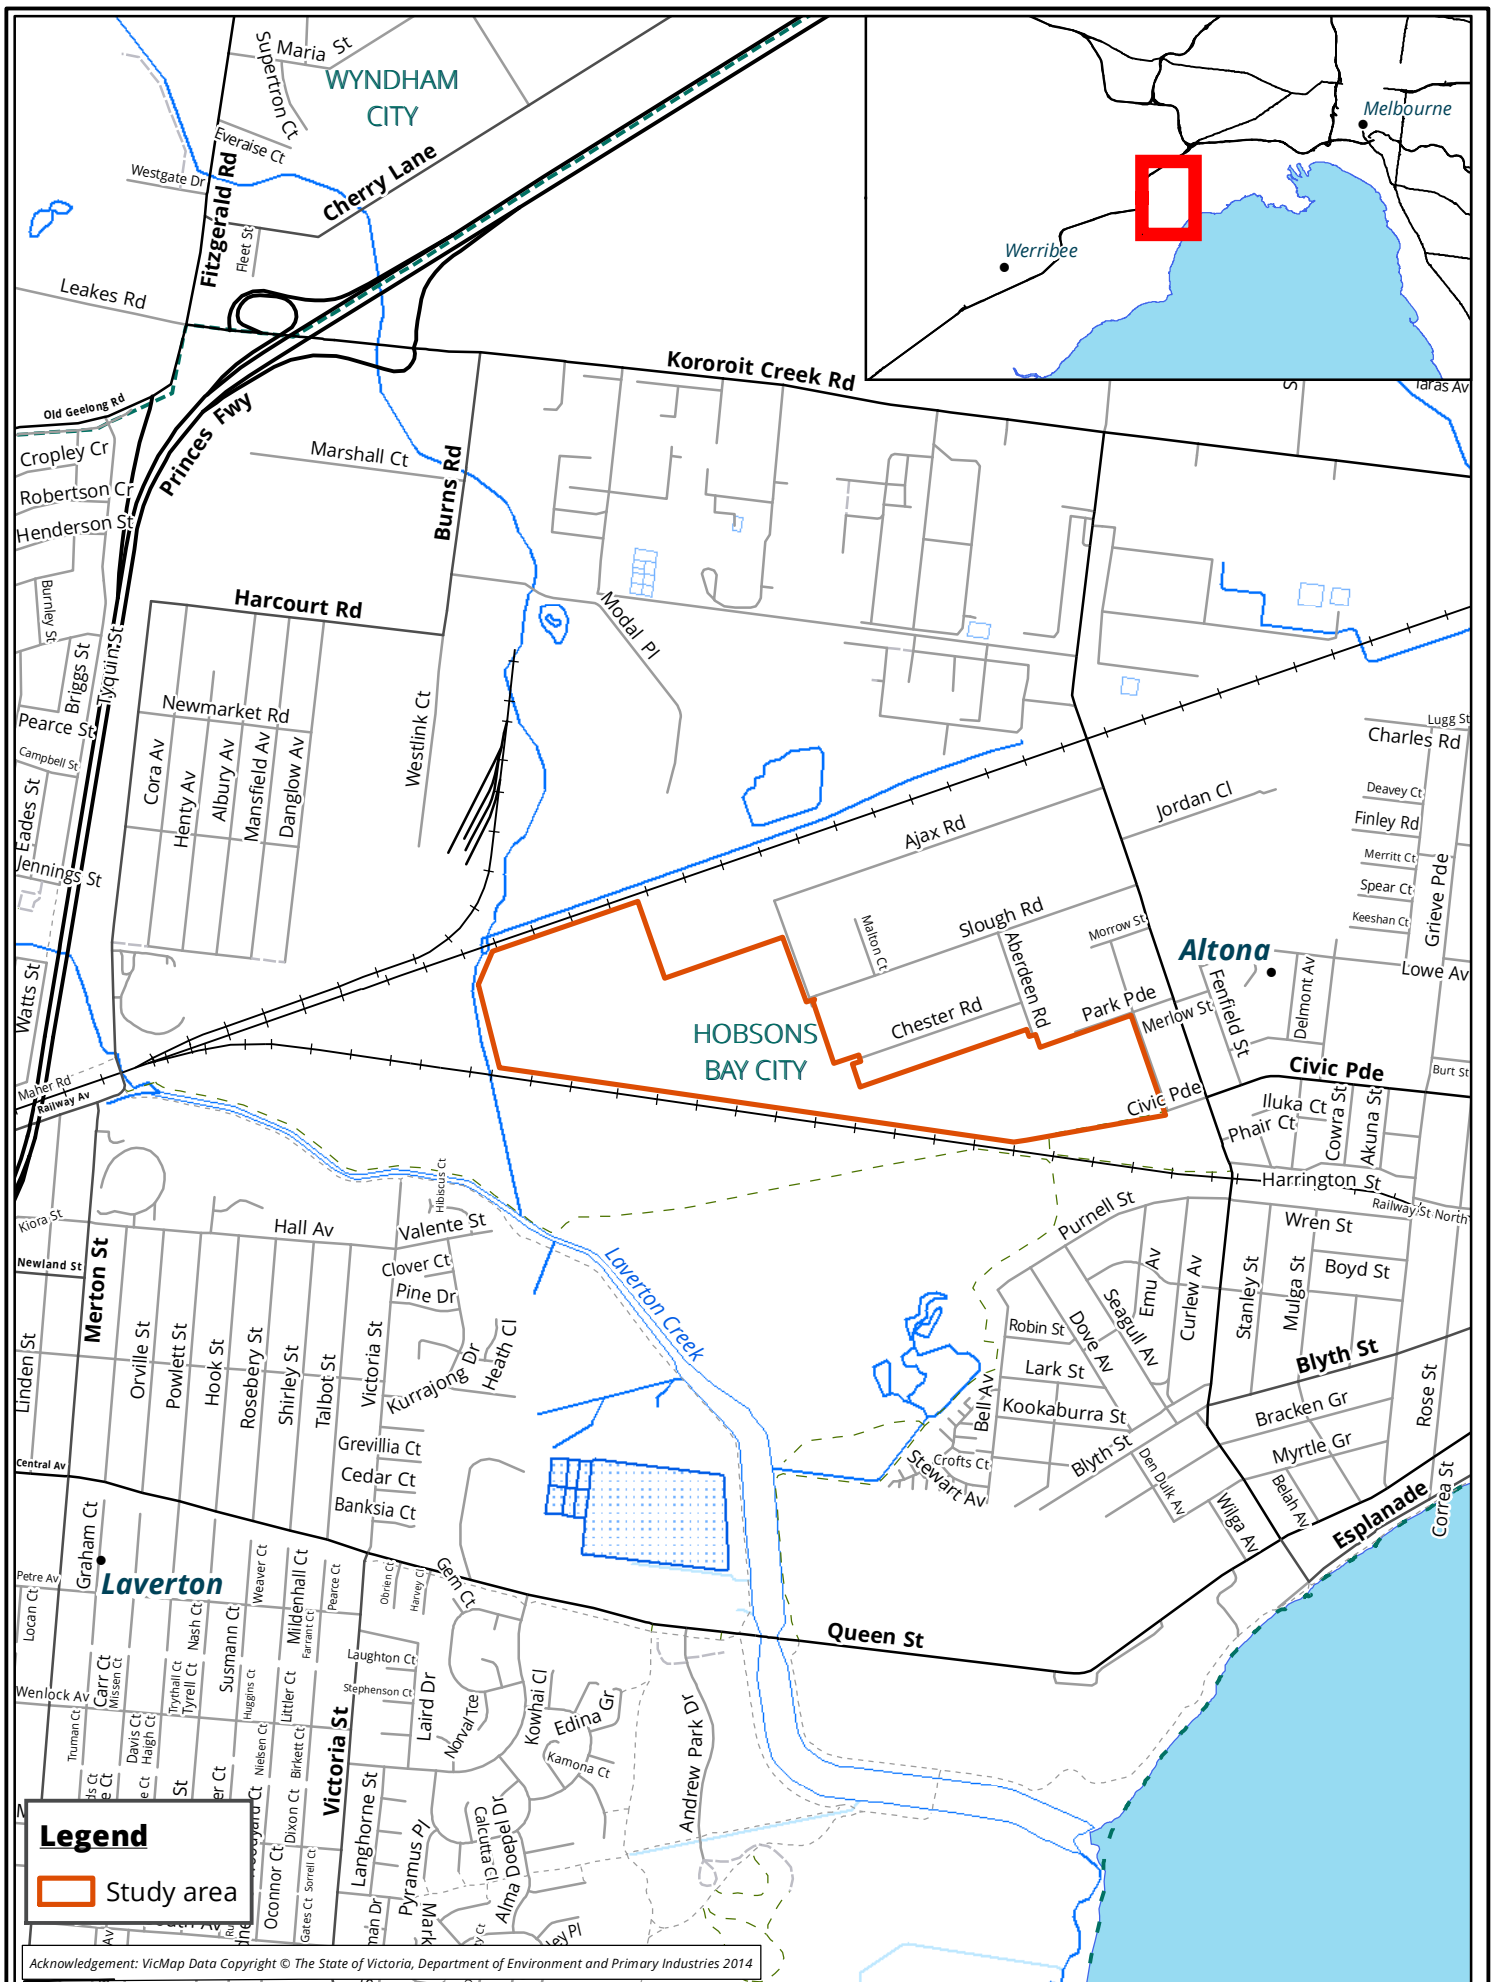 Maria St
Supertron Ct
WYNDHAM
CITY
Everaise Ct
Westgate Dr
Fitzgerald Rd
Cherry Lane
Fleet St
Leakes Rd
Melbourne
Werribee
Kororoit Creek Rd
Taras Av
Old Geelong Rd
Princes Fwy
Cropley Cr
Marshall Ct
Burns Rd
Robertson Cr
Henderson St
Burnley St
Harcourt Rd
Modal Pl
Briggs St
Tyquin St
Newmarket Rd
Pearce St
Westlink Ct
Lugg St
Charles Rd
Campbell St
Cora Av
Henty Av
Albury Av
Mansfield Av
Danglow Av
Eades St
Jordan Cl
Deavey Ct
Finley Rd
Ajax Rd
Merritt Ct
Jennings St
Spear Ct
Grieve Pde
Keeshan Ct
Slough Rd
Malton Ct
Morrow St
Altona
Aberdeen Rd
Lowe Av
Watts St
Fenfield St
Delmont Av
Park Pde
Merlow St
Chester Rd
HOBSONS
BAY CITY
Civic Pde
Burt St
Maher Rd
Railway Av
Civic Pde
Iluka Ct
Phair Ct
Cowra St
Akuna St
Harrington St
Hibiscus Ct
Kiora St
Hall Av
Valente St
Purnell St
Railway St North
Wren St
Newland St
Merton St
Clover Ct
Pine Dr
Laverton Creek
Emu Av
Curlew Av
Stanley St
Mulga St
Boyd St
Seagull Av
Dove Av
Robin St
Linden St
Orville St
Powlett St
Hook St
Rosebery St
Shirley St
Talbot St
Victoria St
Kurrajong Dr
Heath Cl
Lark St
Blyth St
Rose St
Bell Av
Kookaburra St
Bracken Gr
Grevillia Ct
Myrtle Gr
Crofts Ct
Blyth St
Stewart Av
Den Dulk Av
Central Av
Cedar Ct
Banksia Ct
Wilga Av
Belah Av
Esplanade
Correa St
Graham Ct
Laverton
Petre Av
Locan Ct
Weaver Ct
Mildenhall Ct
Pearce Ct
Obrien Ct
Harvey Cl
Gem Ct
Nash Ct
Susmann Ct
Farrant Ct
Queen St
Laughton Ct
Carr Ct
Missen Ct
Trythall Ct
Tyrell Ct
Huggins Ct
Littler Ct
Stephenson Ct
Laird Dr
Norval Tce
Kowhai Cl
Edina Gr
Kamona Ct
Andrew Park Dr
Wenlock Av
Truman Ct
Davis Ct
Haigh Ct
Nielsen Ct
Birkett Ct
Victoria St
Langhorne St
Pyramus Pl
Calcutta Cl
Alma Doepel Dr
Dixon Ct
Oconnor Ct
Sorrell Ct
Gates Ct
Legend
Study area
Acknowledgement: VicMap Data Copyright © The State of Victoria, Department of Environment and Primary Industries 2014